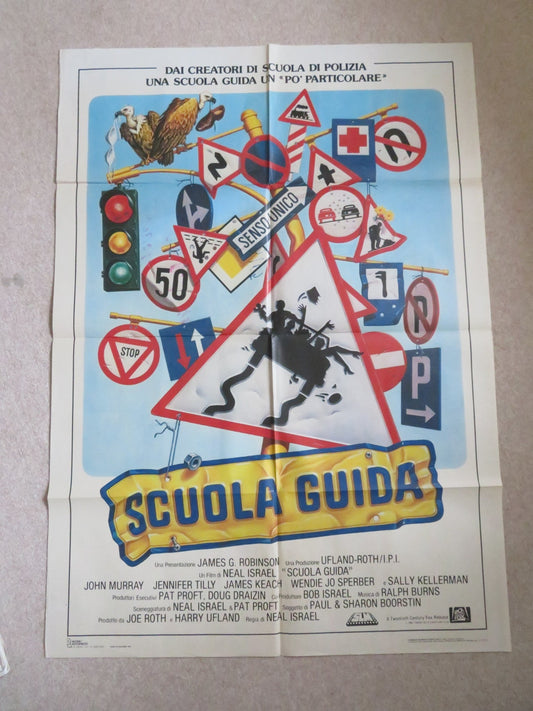 DAI CREATORI DI SCUOLA DI POLIZIA
UNA SCUOLA GUIDA UN "PO' PARTICOLARE"
SENSO UNICO
50
STOP
P
SCUOLA GUIDA
Una Presentazione JAMES G. ROBINSON Una Produzione UFLAND-ROTH/I.P.I.
Un Film di NEAL ISRAEL "SCUOLA GUIDA"
JOHN MURRAY JENNIFER TILLY JAMES KEACH WENDIE JO SPERBER e SALLY KELLERMAN
Produttori Esecutivi PAT PROFT, DOUG DRAIZIN Co-Produttore BOB ISRAEL Musica di RALPH BURNS
Sceneggiatura di NEAL ISRAEL & PAT PROFT Soggetto di PAUL & SHARON BOORSTIN
Prodotto da JOE ROTH e HARRY UFLAND Regia di NEAL ISRAEL
A Twentieth Century Fox Release